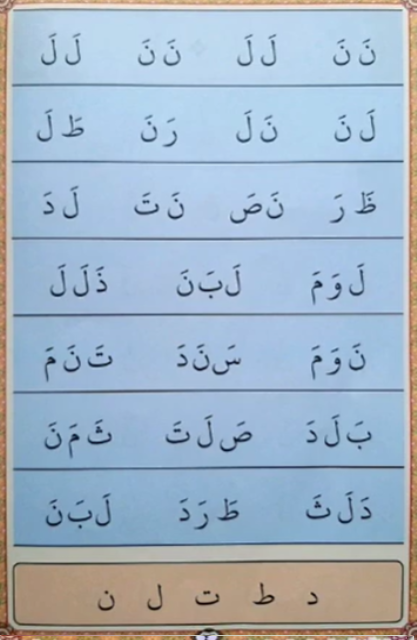 نَ نَ لَ لَ نَ نَ لَ لَ
لَ نَ نَ لَ رَ نَ طَ لَ
ظَ رَ نَ صَ نَ تَ لَ دَ
لَ وَ مَ لَ بَ نَ ذَ لَ لَ
نَ وَ مَ سَ نَ دَ تَ نَ مَ
بَ لَ دَ صَ لَ تَ ثَ مَ نَ
دَ لَ ثَ طَ رَ دَ لَ بَ نَ
د ط ت ل ن